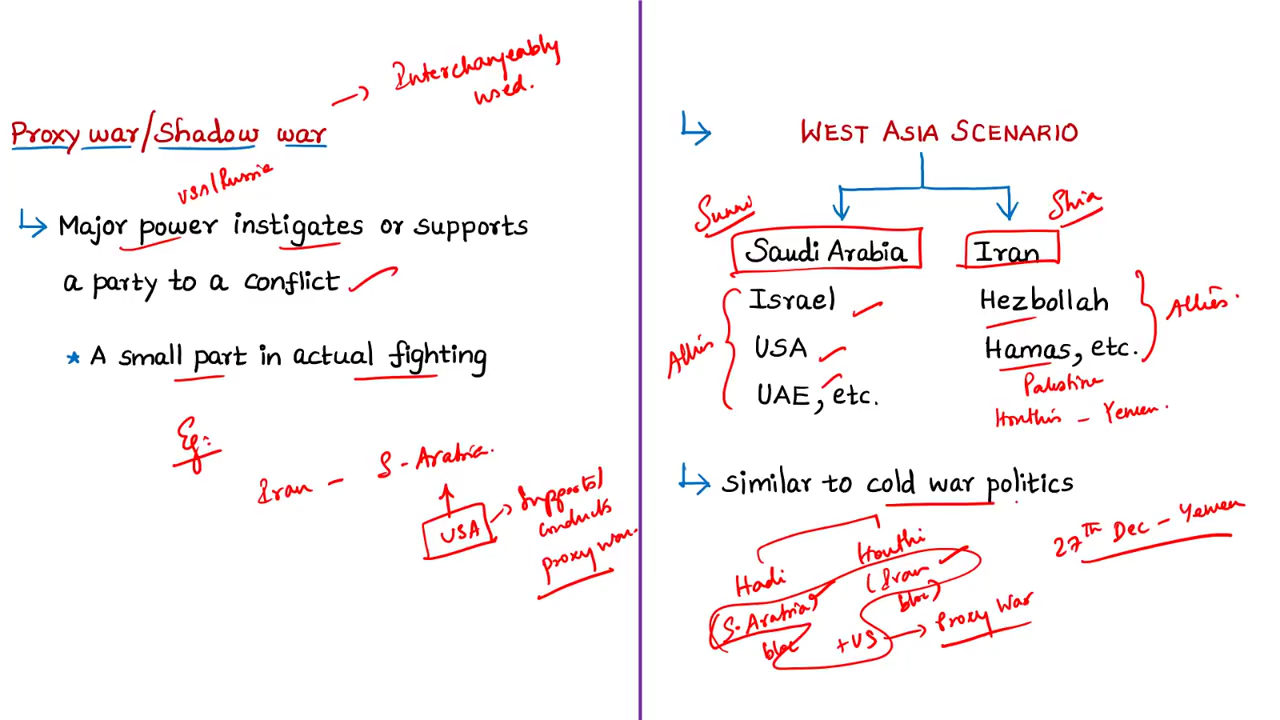 Interchangeably
used.
Proxy war/Shadow war
USA/Russia
Major power instigates or supports
a party to a conflict
* A small part in actual fighting
Eg:
Iran - S-Arabia.
USA
Supported
conducts
proxy war.
WEST ASIA SCENARIO
Sunni
Shia
Saudi Arabia
Iran
Israel
Hezbollah
USA
Hamas, etc.
UAE, etc.
Allies
Allies.
Palestine
Houthis - Yemen.
similar to cold war politics
27th Dec - Yemen
Hadi
Houthi
(S-Arabia)
bloc
(Iran
bloc)
+US
Proxy War